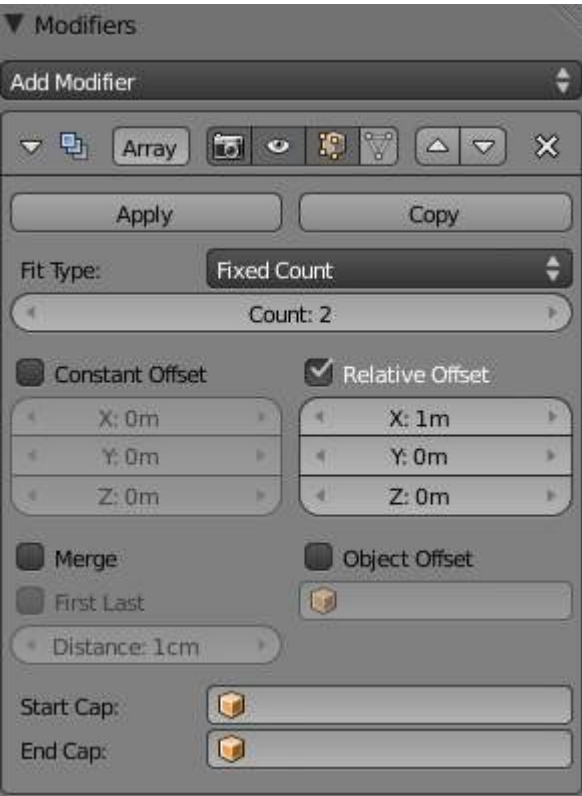 Modifiers
Add Modifier
Array
Apply Copy
Fit Type: Fixed Count
Count: 2
Constant Offset Relative Offset
X: 0m X: 1m
Y: 0m Y: 0m
Z: 0m Z: 0m
Merge Object Offset
First Last
Distance: 1cm
Start Cap:
End Cap: